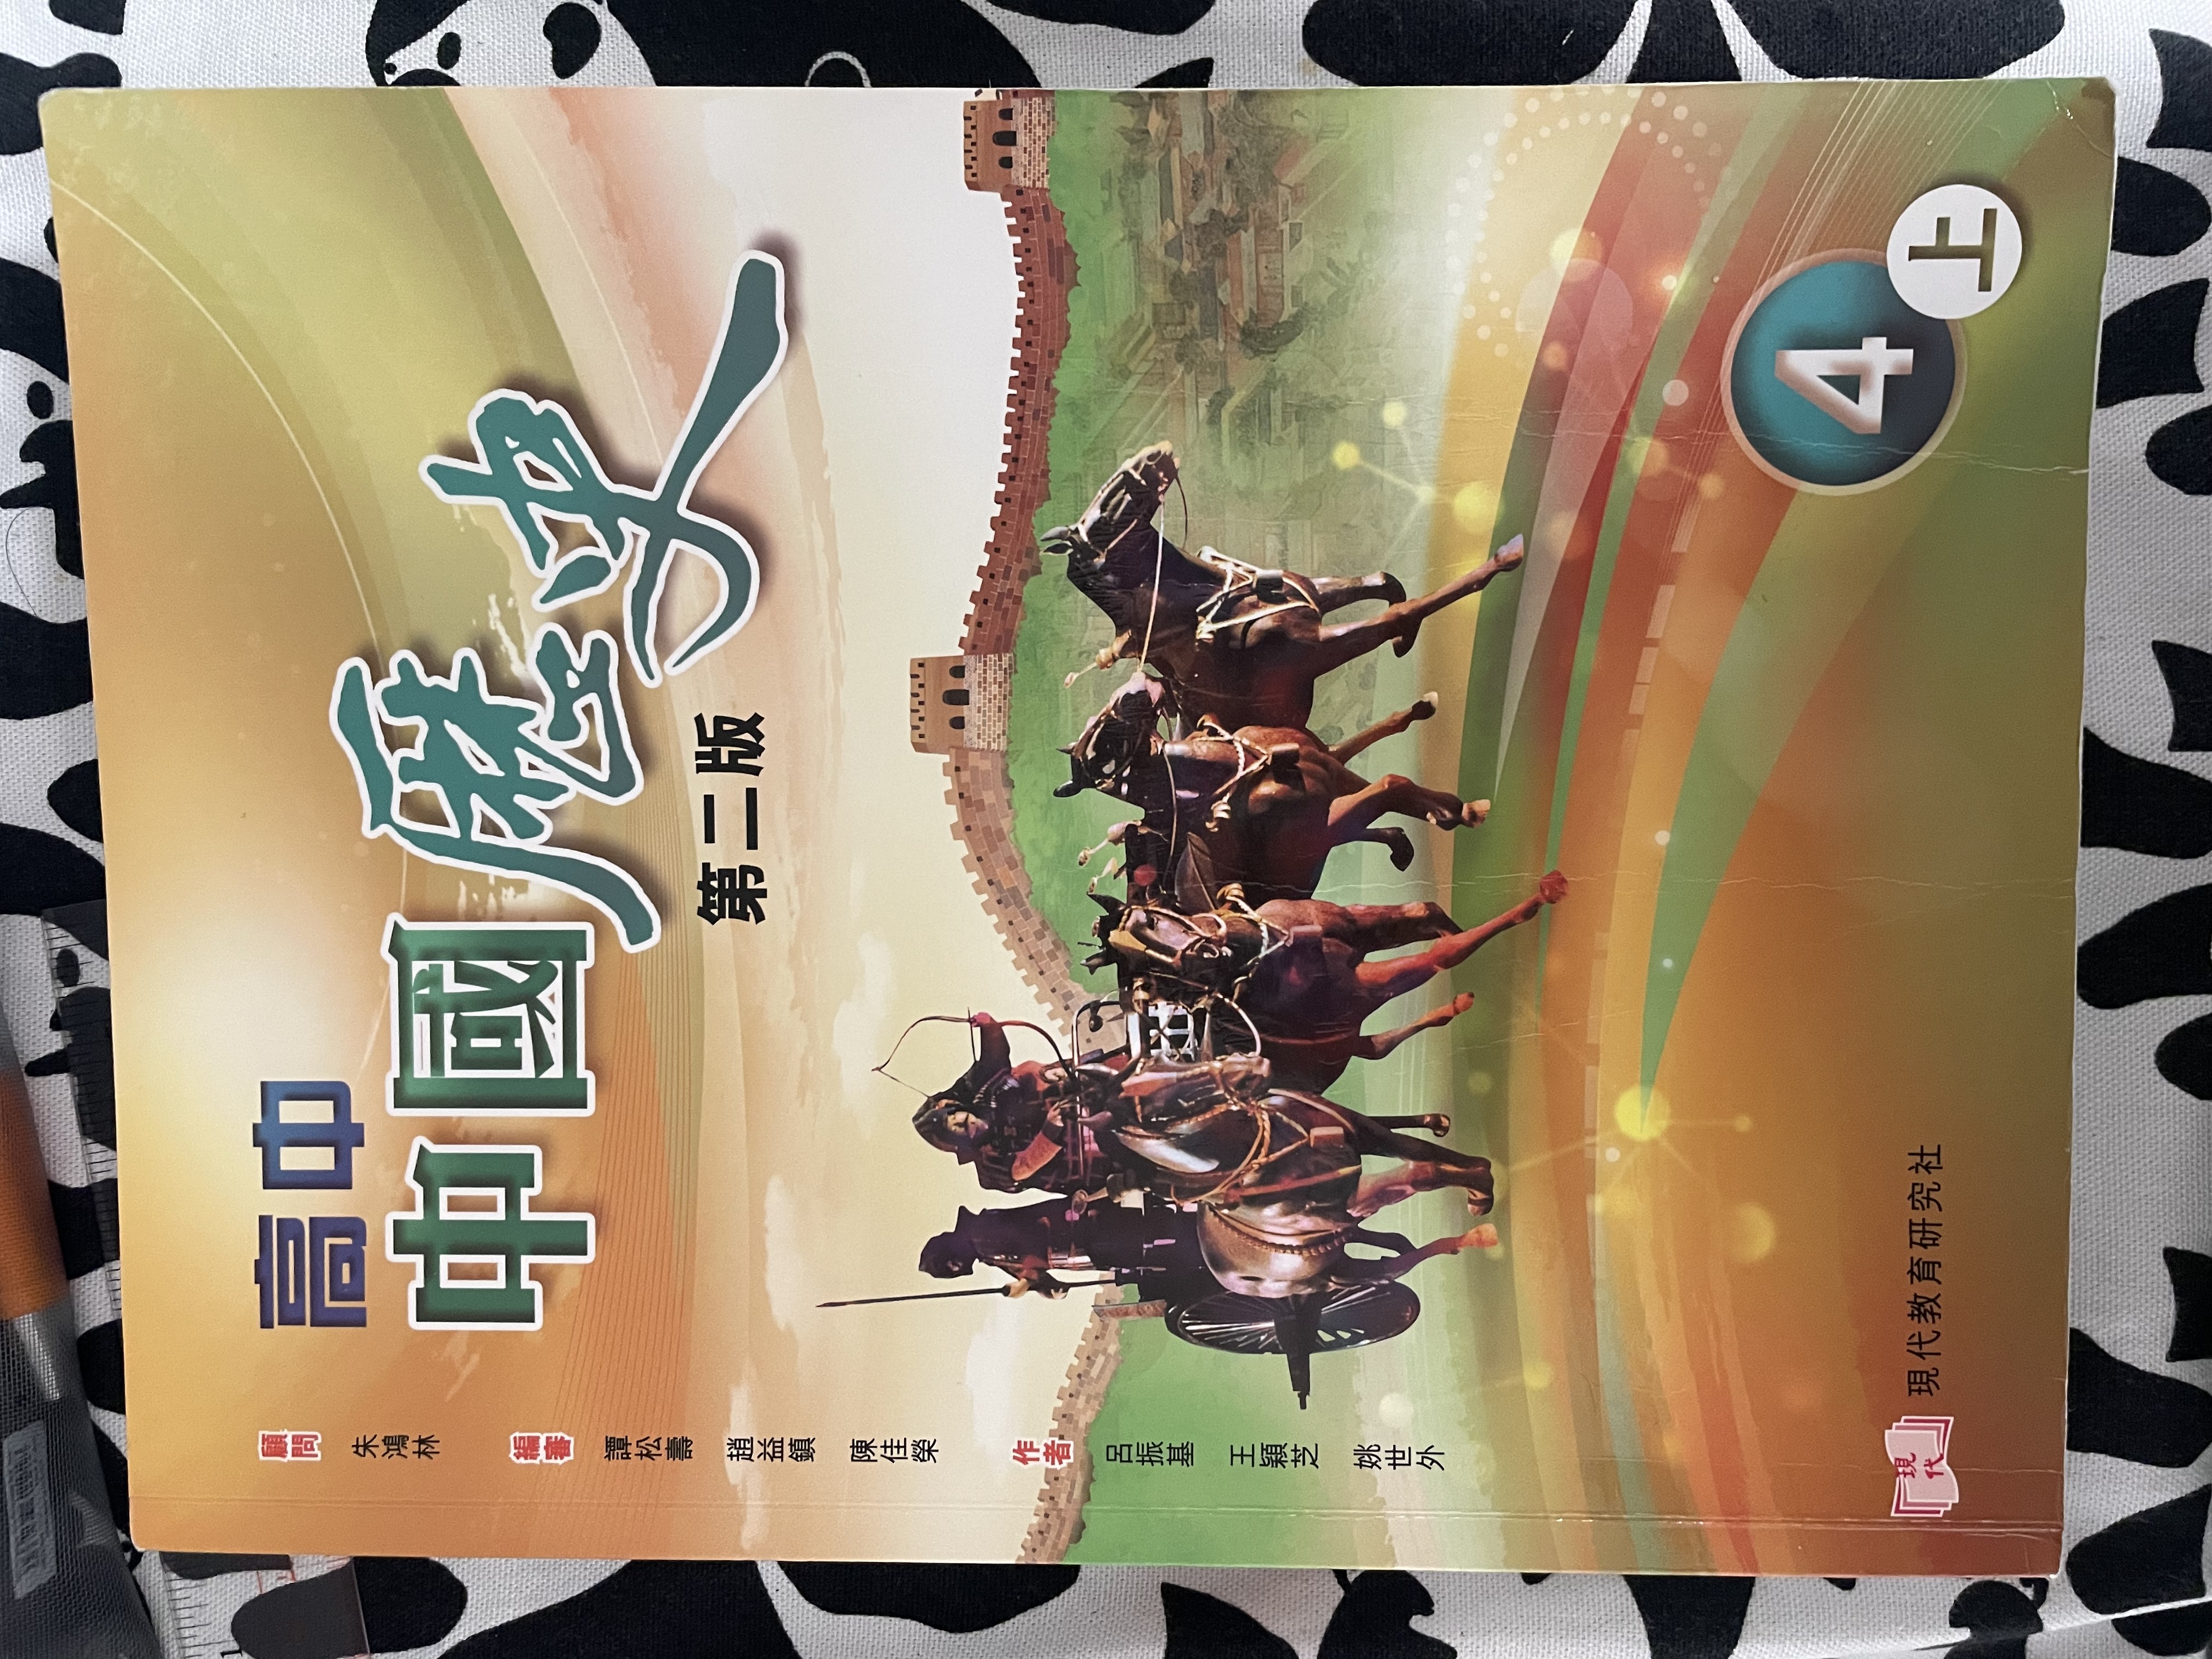 高中
中國歷史
第二版
顧問 朱鴻林 編審 譚松壽 趙益鎮 陳佳榮 作者 呂振基 王穎芝 姚世外
4
上
現代
現代教育研究社
1